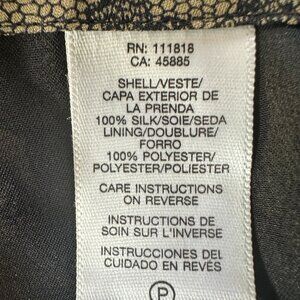 RN: 111818
CA: 45885
SHELL/VESTE/
CAPA EXTERIOR DE
LA PRENDA
100% SILK/SOIE/SEDA
LINING/DOUBLURE/
FORRO
100% POLYESTER/
POLYESTER/POLIESTER
CARE INSTRUCTIONS
ON REVERSE
INSTRUCTIONS DE
SOIN SUR L'INVERSE
INSTRUCCIONES DEL
CUIDADO EN REVÉS
P